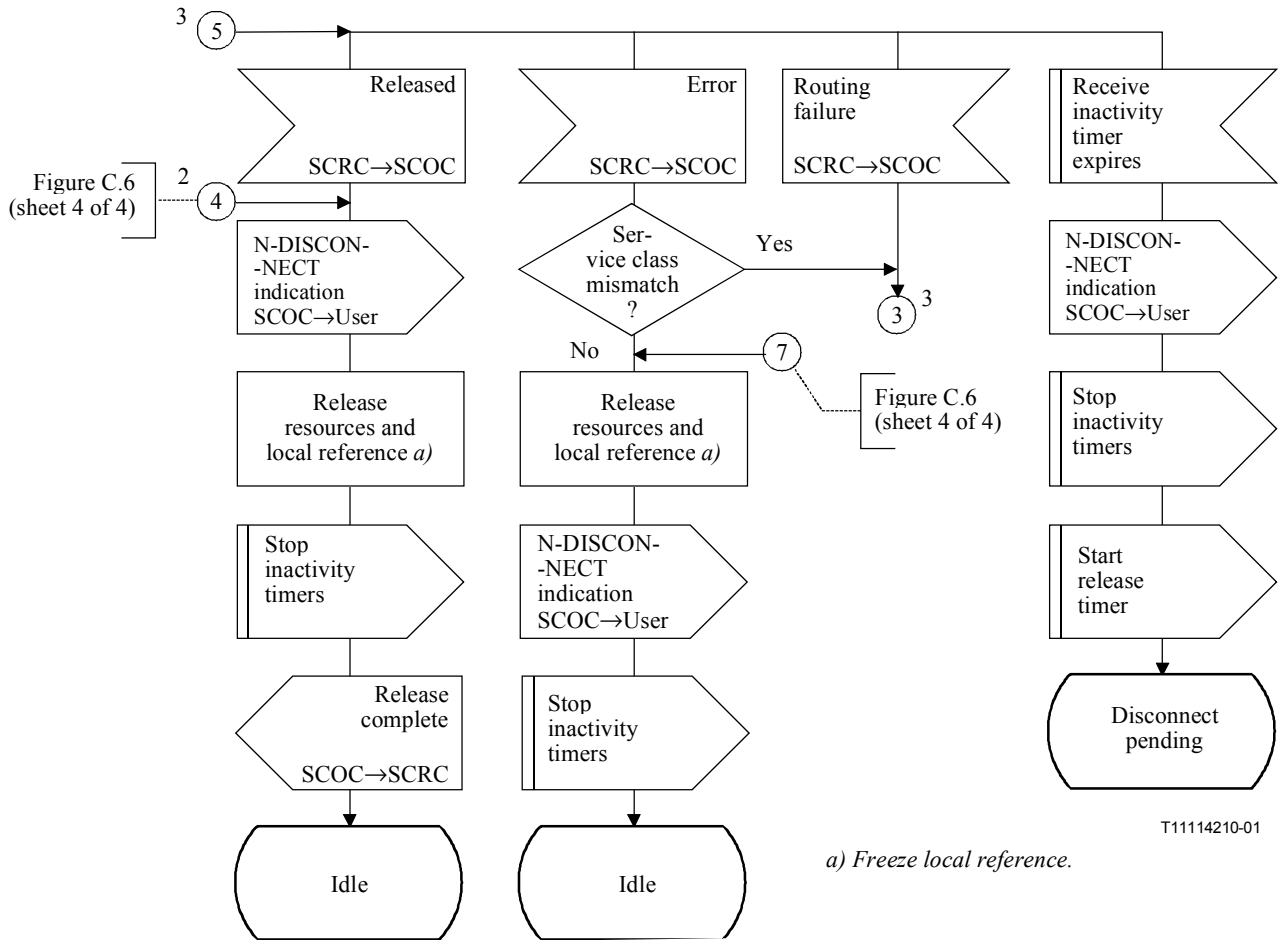 3
5
Released
SCRC→SCOC
Error
SCRC→SCOC
Routing
failure
SCRC→SCOC
Receive
inactivity
timer
expires
Figure C.6
(sheet 4 of 4)
2
4
N-DISCON-
-NECT
indication
SCOC→User
Ser-
vice class
mismatch
?
Yes
3
3
N-DISCON-
-NECT
indication
SCOC→User
No
7
Figure C.6
(sheet 4 of 4)
Release
resources and
local reference a)
Release
resources and
local reference a)
Stop
inactivity
timers
Stop
inactivity
timers
N-DISCON-
-NECT
indication
SCOC→User
Start
release
timer
Release
complete
SCOC→SCRC
Stop
inactivity
timers
Disconnect
pending
Idle
Idle
T11114210-01
a) Freeze local reference.